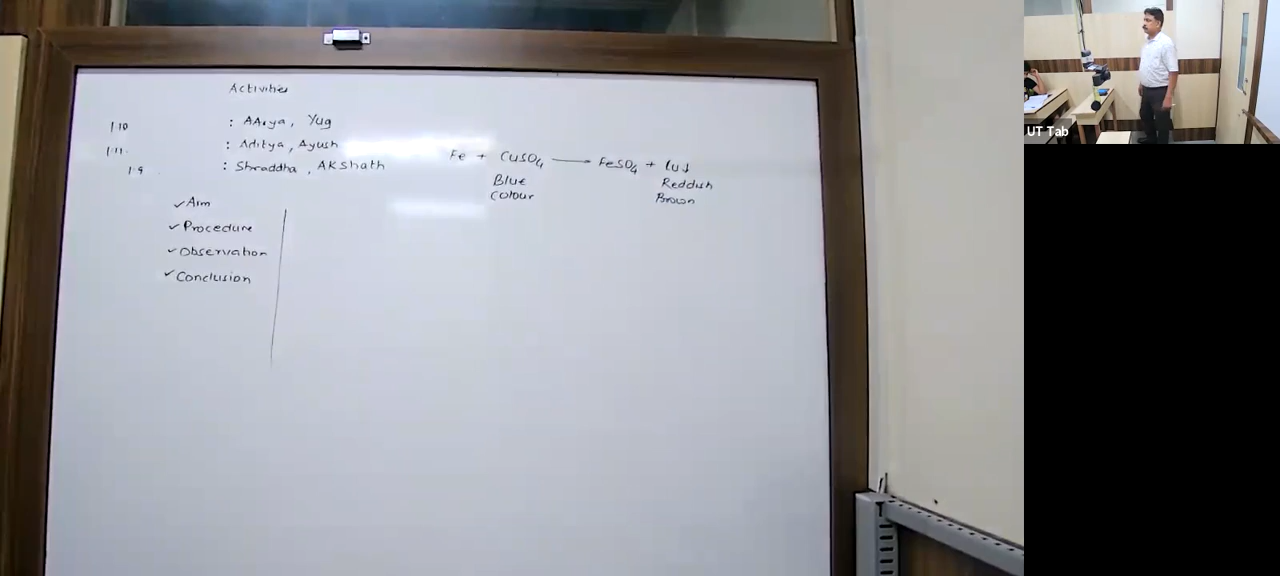 Activities
1.10 : AArya, Yug
1.11. : Aditya, Ayush
1.9 : Shraddha, AKshath
Fe + CuSO4 → FeSO4 + Cu↓
Blue Reddish
Colour Brown
✓Aim
✓Procedure
✓Observation
✓Conclusion
UT Tab